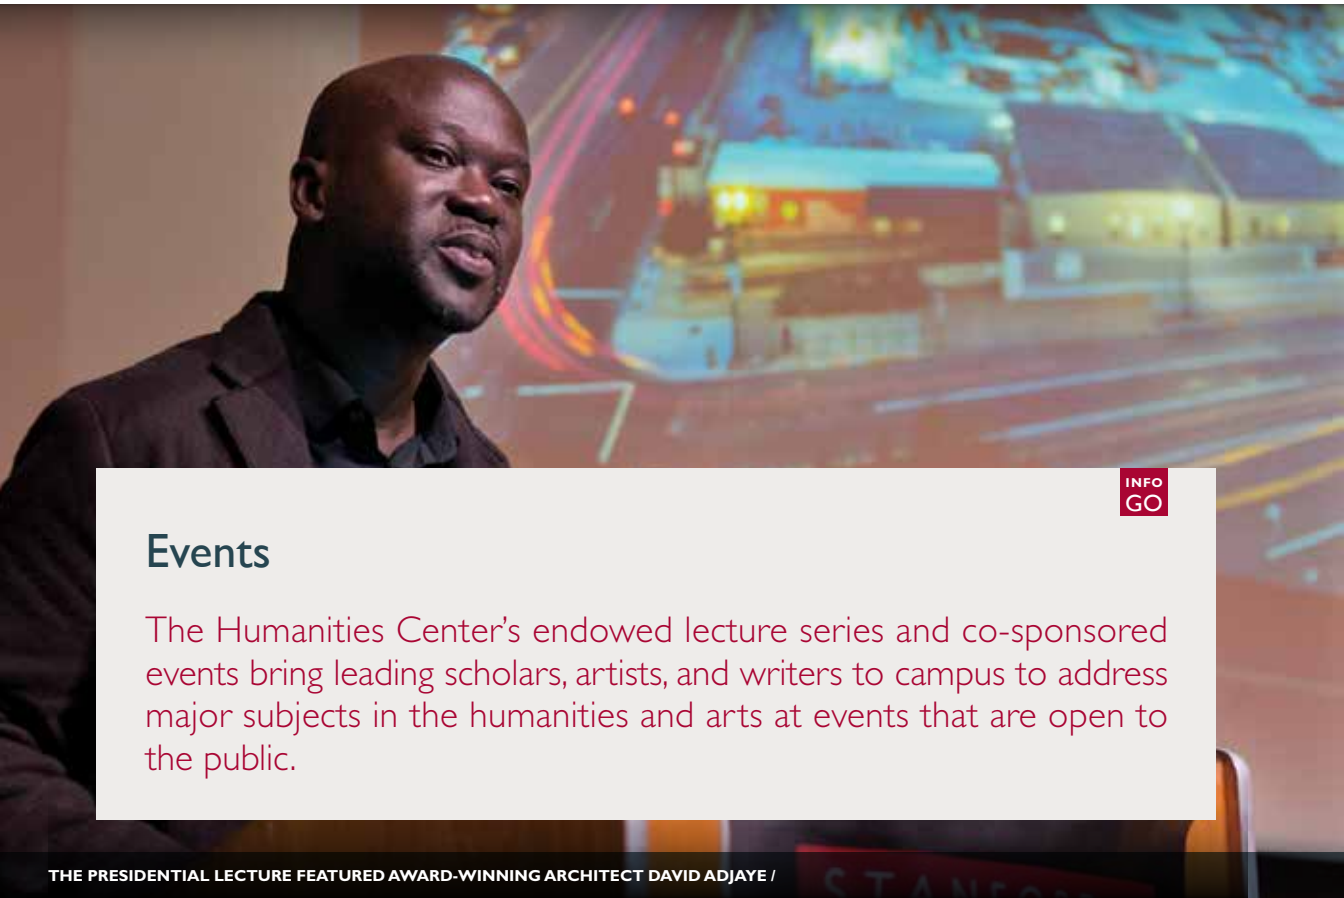 INFO
GO
Events
The Humanities Center’s endowed lecture series and co-sponsored
events bring leading scholars, artists, and writers to campus to address
major subjects in the humanities and arts at events that are open to
the public.
THE PRESIDENTIAL LECTURE FEATURED AWARD-WINNING ARCHITECT DAVID ADJAYE /